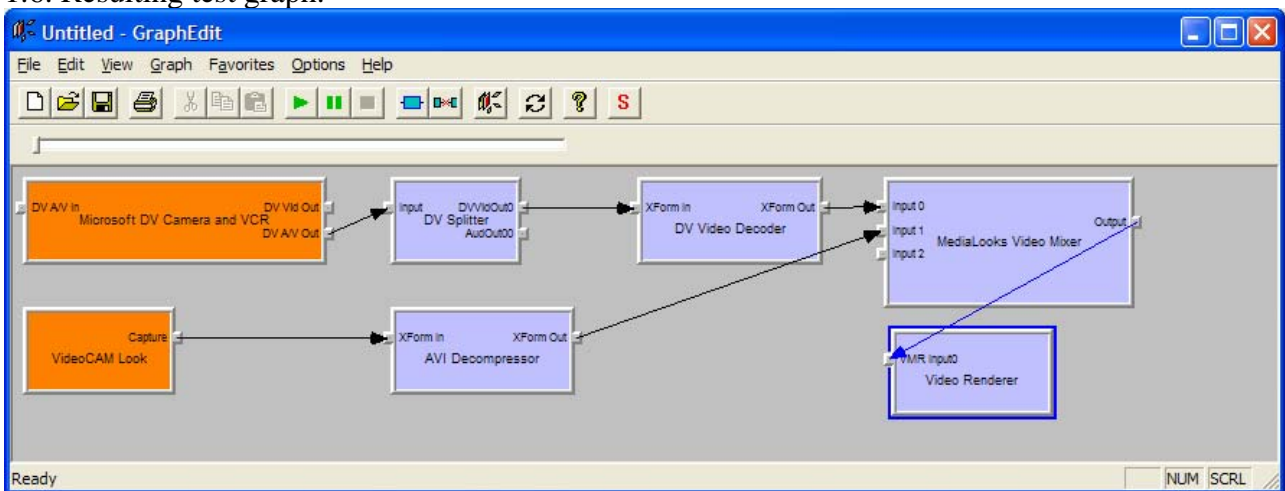 1.6. Resulting test graph:
Untitled - GraphEdit
File Edit View Graph Favorites Options Help
S
DV A/V In
DV Vid Out
Microsoft DV Camera and VCR
DV A/V Out
Input
DVVidOut0
DV Splitter
AudOut00
XForm In
XForm Out
DV Video Decoder
Input 0
Input 1
Output
MediaLooks Video Mixer
Input 2
Capture
VideoCAM Look
XForm In
XForm Out
AVI Decompressor
VMR Input0
Video Renderer
Ready
NUM SCRL